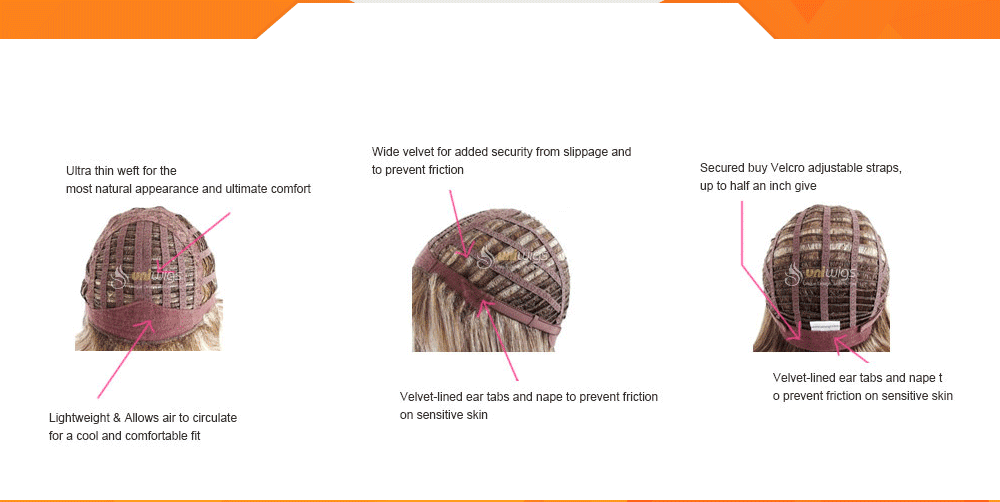 Ultra thin weft for the
most natural appearance and ultimate comfort
uniwigs
Lightweight & Allows air to circulate
for a cool and comfortable fit
Wide velvet for added security from slippage and
to prevent friction
uniwigs
Velvet-lined ear tabs and nape to prevent friction
on sensitive skin
Secured buy Velcro adjustable straps,
up to half an inch give
uniwigs
Velvet-lined ear tabs and nape t
o prevent friction on sensitive skin